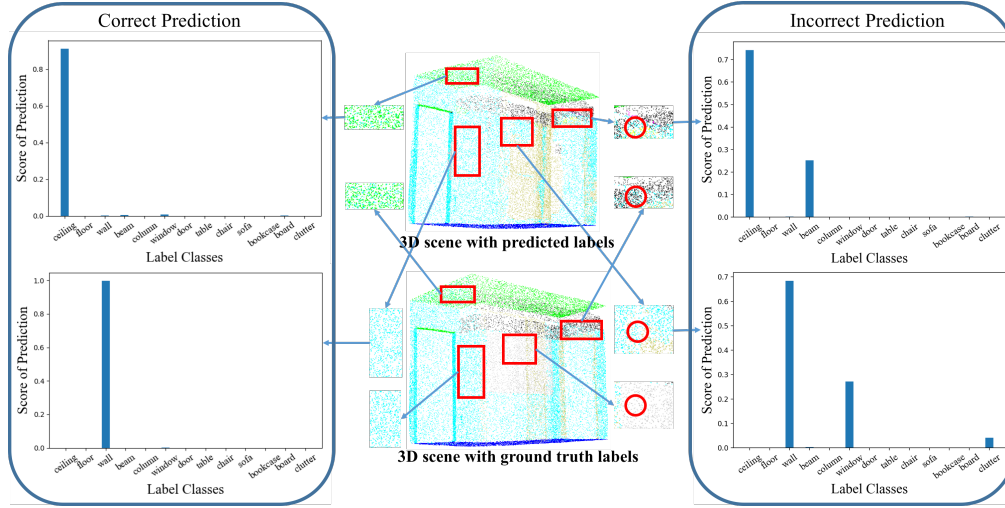 Correct Prediction
Score of Prediction
0.8
0.6
0.4
0.2
0.0
ceiling
floor
wall
beam
column
window
door
table
chair
sofa
bookcase
board
clutter
Label Classes
Score of Prediction
1.0
0.8
0.6
0.4
0.2
0.0
ceiling
floor
wall
beam
column
window
door
table
chair
sofa
bookcase
board
clutter
Label Classes
3D scene with predicted labels
3D scene with ground truth labels
Incorrect Prediction
Score of Prediction
0.7
0.6
0.5
0.4
0.3
0.2
0.1
0.0
ceiling
floor
wall
beam
column
window
door
table
chair
sofa
bookcase
board
clutter
Label Classes
Score of Prediction
0.7
0.6
0.5
0.4
0.3
0.2
0.1
0.0
ceiling
floor
wall
beam
column
window
door
table
chair
sofa
bookcase
board
clutter
Label Classes